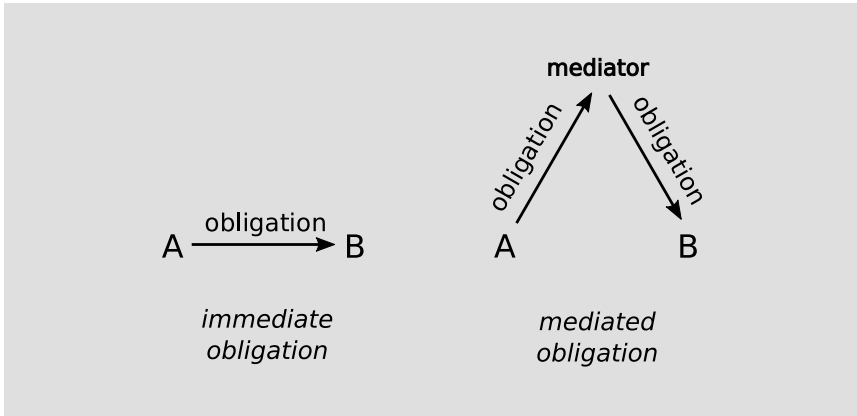 obligation
A
B
immediate
obligation
mediator
obligation
obligation
A
B
mediated
obligation